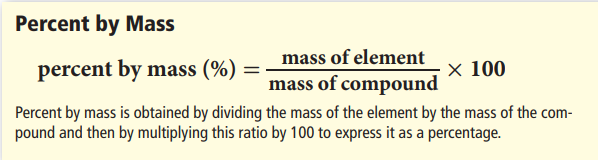 Percent by Mass
percent by mass (%) = mass of element / mass of compound × 100
Percent by mass is obtained by dividing the mass of the element by the mass of the com-
pound and then by multiplying this ratio by 100 to express it as a percentage.